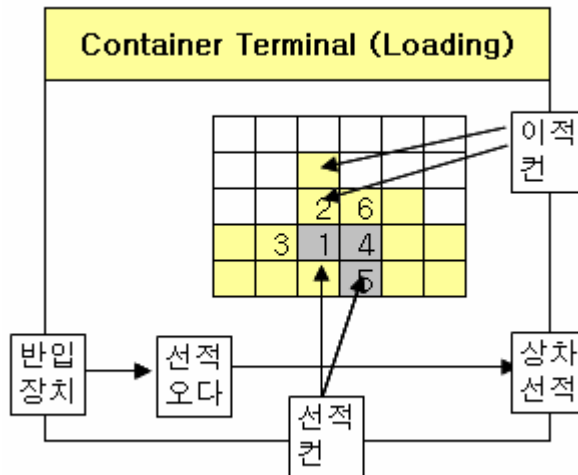 Container Terminal (Loading)
이적
컨
2 6
3 1 4
5
반입
장치
선적
오다
상차
선적
선적
컨